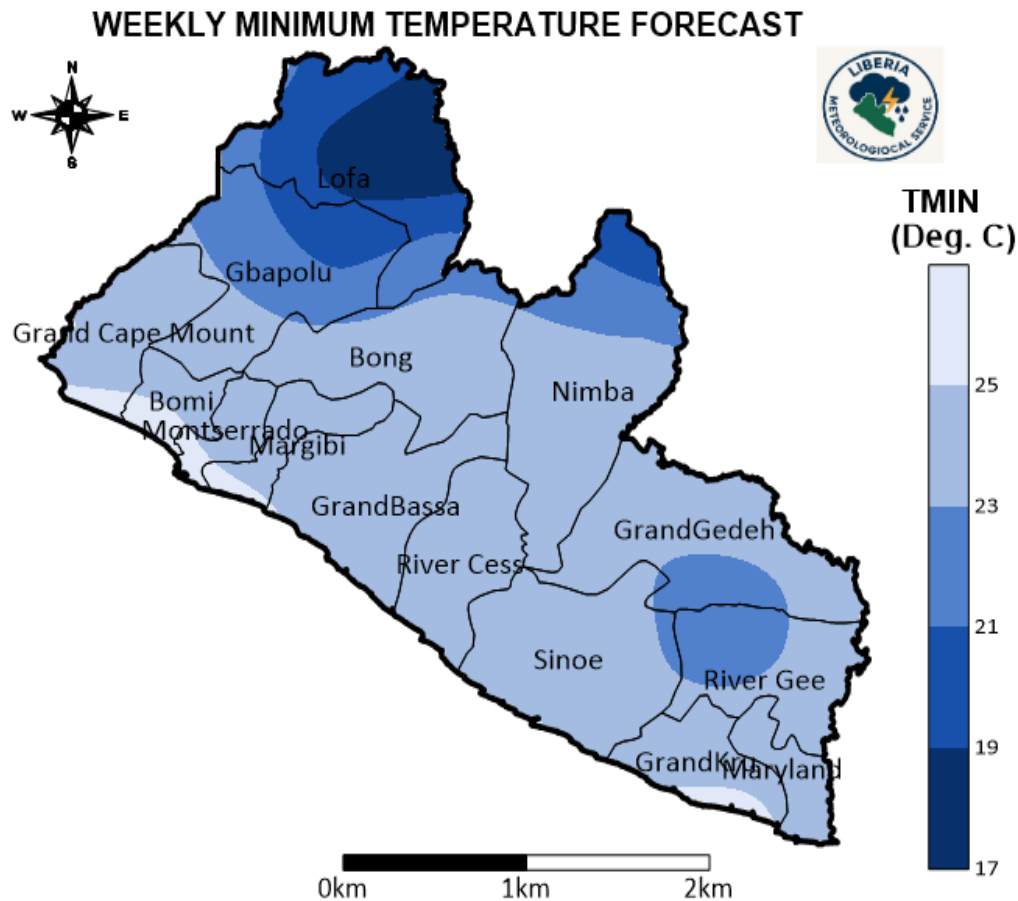 WEEKLY MINIMUM TEMPERATURE FORECAST
N
W
E
S
LIBERIA
METEOROLOGIOCAL SERVICE
TMIN
(Deg. C)
25
23
21
19
17
Lofa
Gbapolu
Grand Cape Mount
Bong
Nimba
Bomi
Montserrado
Margibi
GrandBassa
GrandGedeh
River Cess
Sinoe
River Gee
GrandKru
Maryland
0km
1km
2km